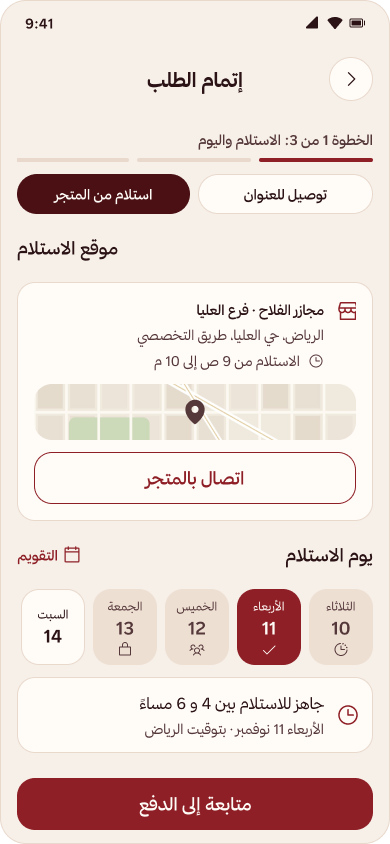 9:41
إتمام الطلب
الخطوة 1 من 3: الاستلام واليوم
توصيل للعنوان
استلام من المتجر
موقع الاستلام
مجازر الفلاح · فرع العليا
الرياض، حي العليا، طريق التخصصي
الاستلام من 9 ص إلى 10 م
اتصال بالمتجر
يوم الاستلام
التقويم
الثلاثاء
10
الأربعاء
11
الخميس
12
الجمعة
13
السبت
14
جاهز للاستلام بين 4 و 6 مساءً
الأربعاء 11 نوفمبر · بتوقيت الرياض
متابعة إلى الدفع